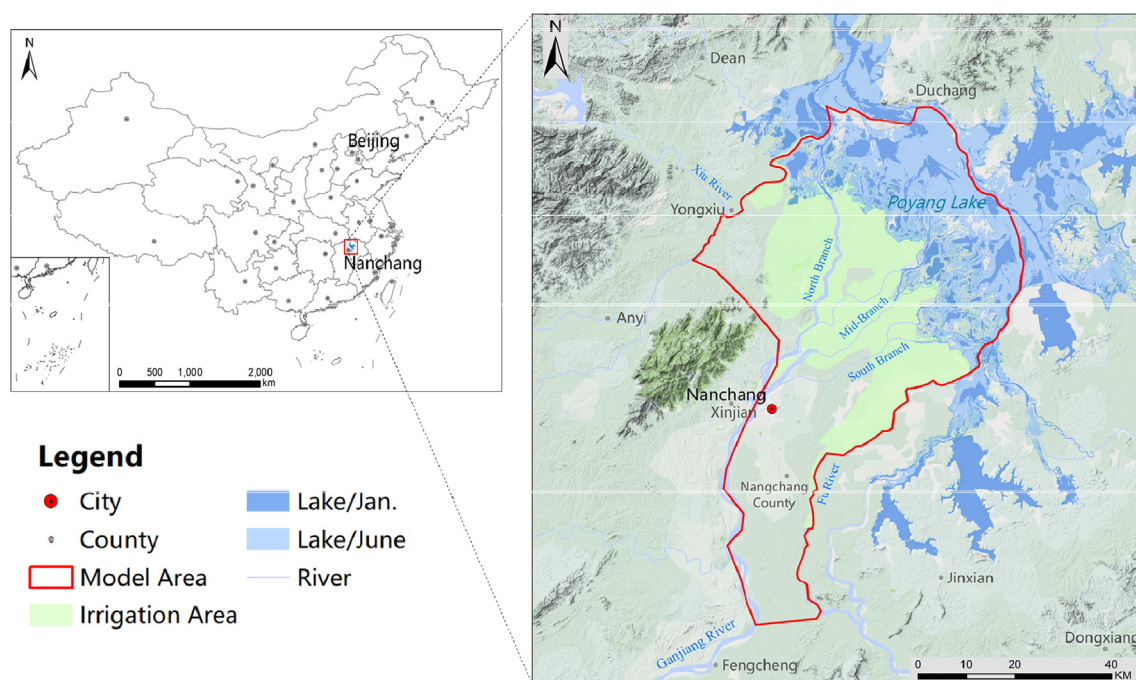 N
Beijing
Nanchang
0 500 1,000 2,000
km
Legend
City
County
Model Area
Irrigation Area
Lake/Jan.
Lake/June
River
N
Dean
Duchang
Xiu River
Yongxiu
Poyang Lake
North Branch
Anyi
Mid-Branch
South Branch
Nanchang
Xinjian
Nangchang
County
Fu River
Jinxian
Ganjiang River
Fengcheng
Dongxiang
0 10 20 40
KM